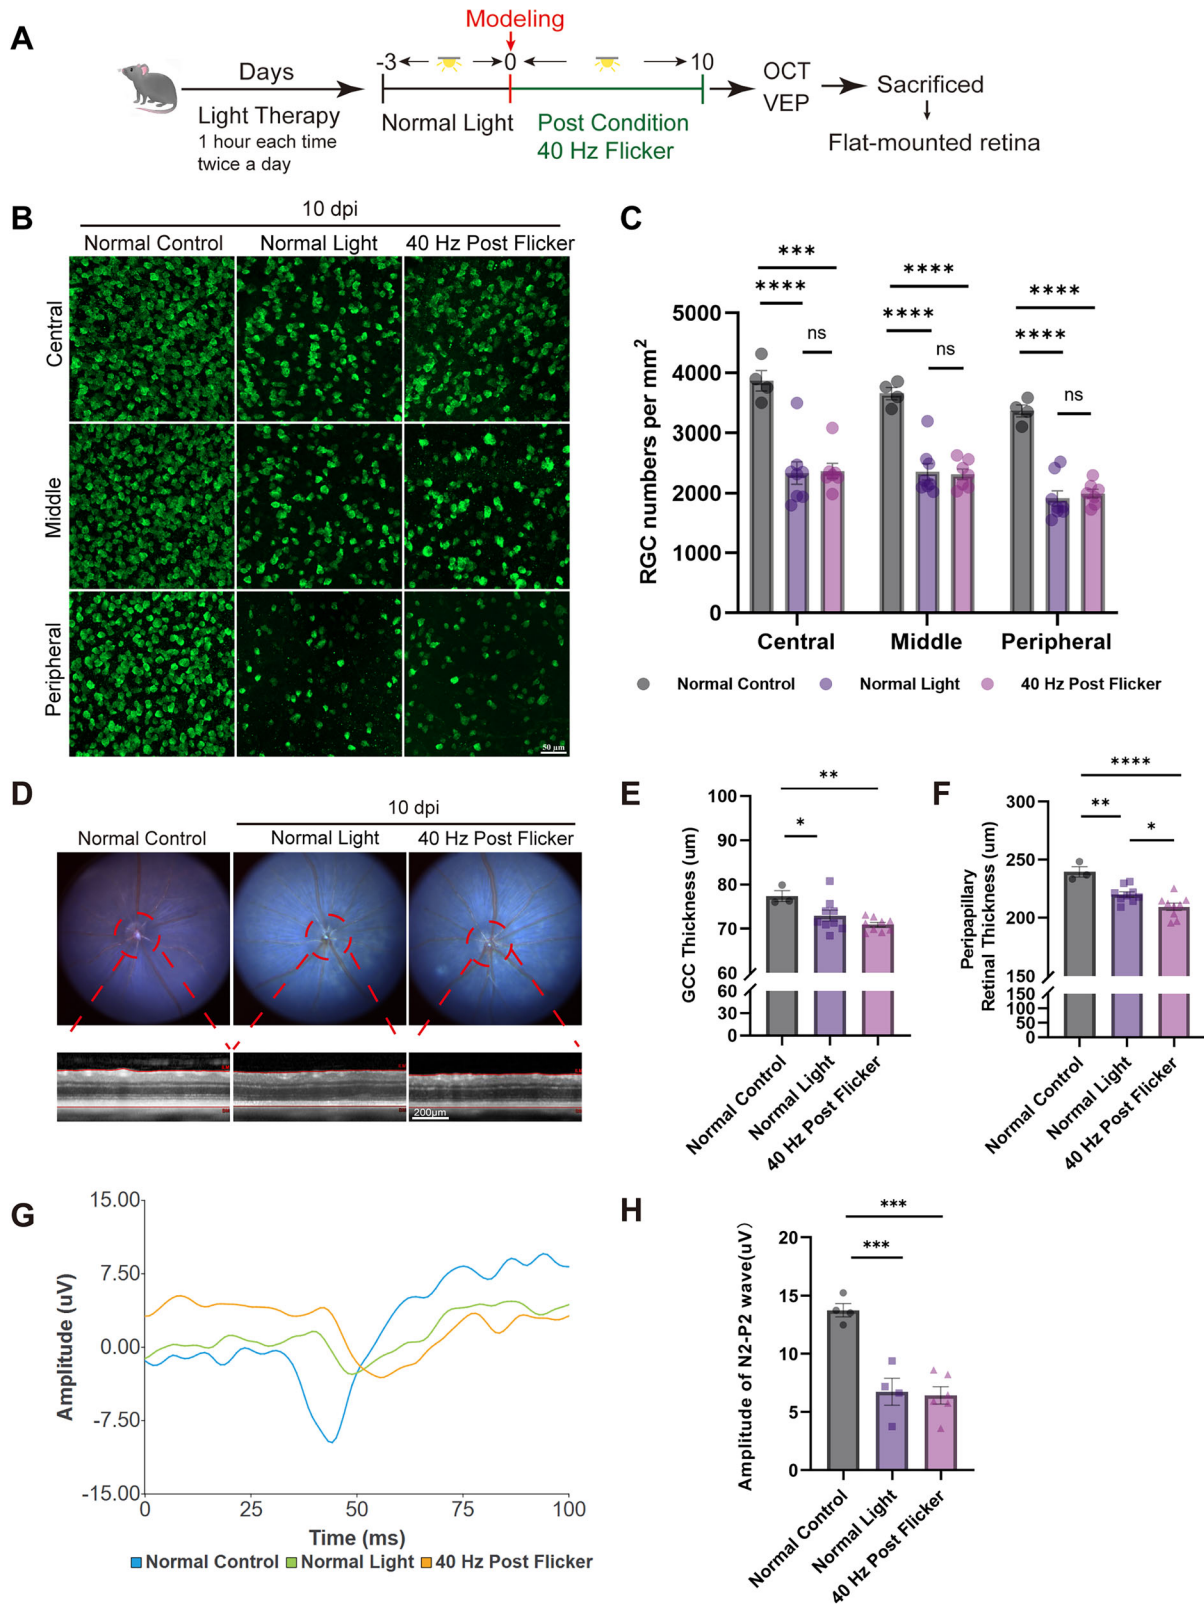 A
Modeling
-3
0
10
Days
Light Therapy
1 hour each time
twice a day
Normal Light
Post Condition
40 Hz Flicker
OCT
VEP
Sacrificed
Flat-mounted retina
B
10 dpi
Normal Control
Normal Light
40 Hz Post Flicker
Central
Middle
Peripheral
50 µm
C
RGC numbers per mm²
5000
4000
3000
2000
1000
0
***
****
ns
****
****
ns
****
****
ns
Central
Middle
Peripheral
Normal Control
Normal Light
40 Hz Post Flicker
D
10 dpi
Normal Control
Normal Light
40 Hz Post Flicker
200µm
E
GCC Thickness (um)
100
90
80
70
60
60
30
0
**
*
Normal Control
Normal Light
40 Hz Post Flicker
F
Peripapillary
Retinal Thickness (um)
300
250
200
150
150
100
50
0
****
**
*
Normal Control
Normal Light
40 Hz Post Flicker
G
Amplitude (uV)
15.00
7.50
0.00
-7.50
-15.00
0
25
50
75
100
Time (ms)
Normal Control
Normal Light
40 Hz Post Flicker
H
Amplitude of N2-P2 wave(uV)
20
15
10
5
0
***
***
Normal Control
Normal Light
40 Hz Post Flicker